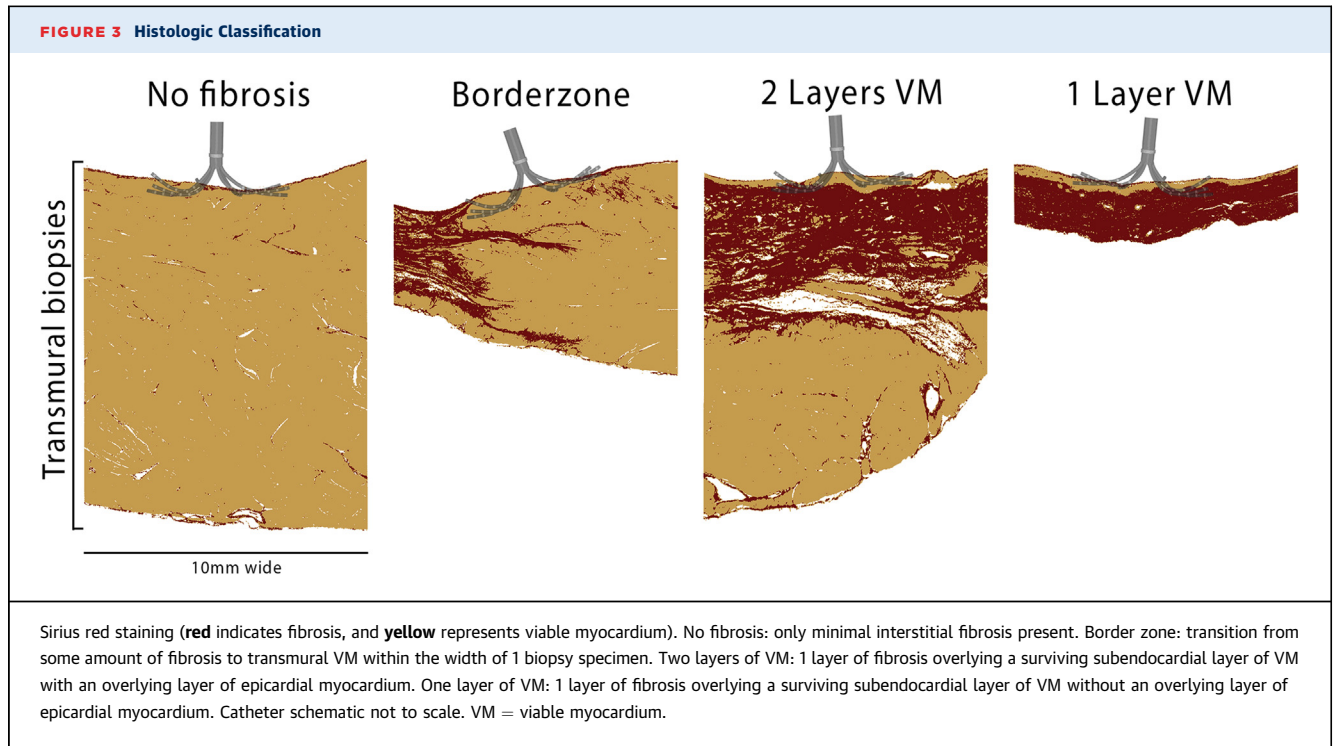 FIGURE 3 Histologic Classification
No fibrosis
Borderzone
2 Layers VM
1 Layer VM
Transmural biopsies
10mm wide
Sirius red staining (red indicates fibrosis, and yellow represents viable myocardium). No fibrosis: only minimal interstitial fibrosis present. Border zone: transition from
some amount of fibrosis to transmural VM within the width of 1 biopsy specimen. Two layers of VM: 1 layer of fibrosis overlying a surviving subendocardial layer of VM
with an overlying layer of epicardial myocardium. One layer of VM: 1 layer of fibrosis overlying a surviving subendocardial layer of VM without an overlying layer of
epicardial myocardium. Catheter schematic not to scale. VM = viable myocardium.